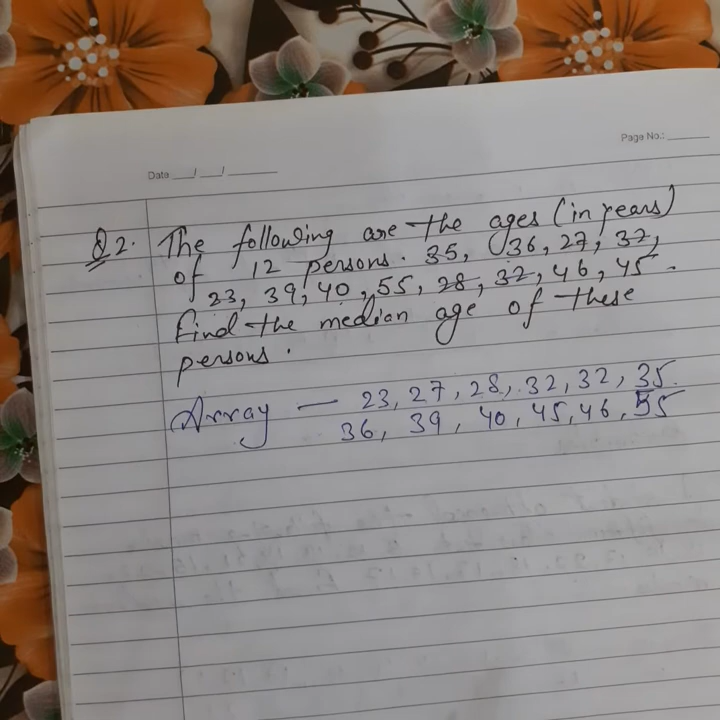 Page No.:
Date / /
Q2. The following are the ages (in years)
of 12 persons. 35, 36, 27, 32,
23, 39, 40, 55, 28, 32, 46, 45.
Find the median age of these
persons.
Array — 23, 27, 28, 32, 32, 35.
36, 39, 40, 45, 46, 55